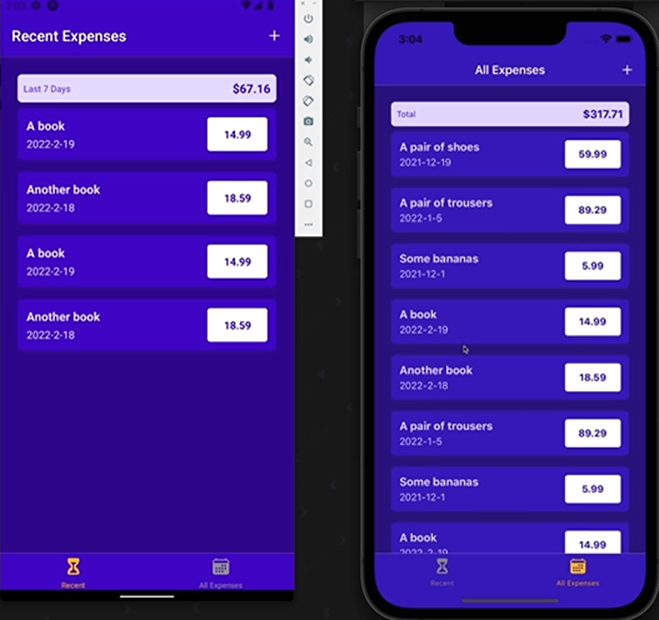 3:03
Recent Expenses
+
Last 7 Days $67.16
A book
2022-2-19
14.99
Another book
2022-2-18
18.59
A book
2022-2-19
14.99
Another book
2022-2-18
18.59
Recent
All Expenses
3:04
All Expenses
+
Total $317.71
A pair of shoes
2021-12-19
59.99
A pair of trousers
2022-1-5
89.29
Some bananas
2021-12-1
5.99
A book
2022-2-19
14.99
Another book
2022-2-18
18.59
A pair of trousers
2022-1-5
89.29
Some bananas
2021-12-1
5.99
A book
2022-2-19
14.99
Recent
All Expenses